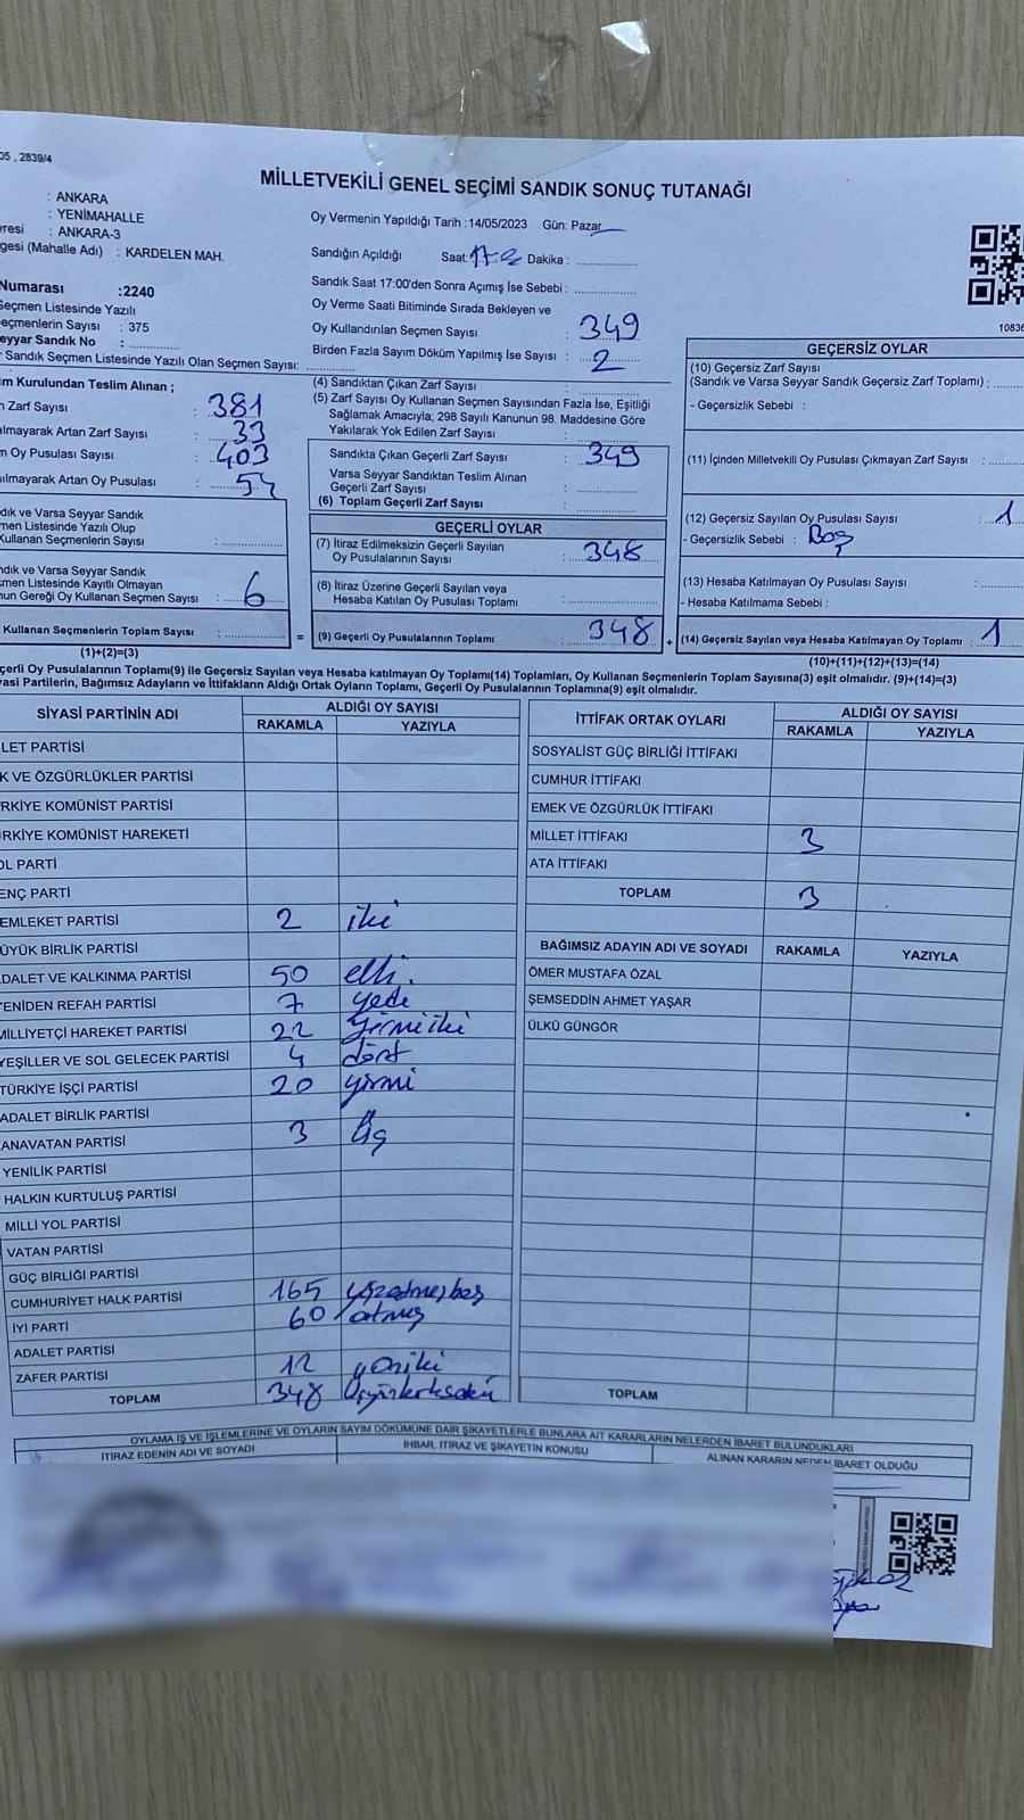 05 , 2839/4
MİLLETVEKİLİ GENEL SEÇİMİ SANDIK SONUÇ TUTANAĞI
: ANKARA
: YENİMAHALLE
resi : ANKARA-3
gesi (Mahalle Adı) : KARDELEN MAH.
Oy Vermenin Yapıldığı Tarih :14/05/2023 Gün: Pazar
Sandığın Açıldığı Saat: Dakika :
Sandık Saat 17:00'den Sonra Açımış İse Sebebi :
Oy Verme Saati Bitiminde Sırada Bekleyen ve
Oy Kullandırılan Seçmen Sayısı : 349
Birden Fazla Sayım Döküm Yapılmış İse Sayısı : 2
Numarası :2240
Seçmen Listesinde Yazılı
eçmenlerin Sayısı : 375
eyyar Sandık No :
Sandık Seçmen Listesinde Yazılı Olan Seçmen Sayısı:
m Kurulundan Teslim Alınan ;
n Zarf Sayısı : 381
lmayarak Artan Zarf Sayısı : 33
m Oy Pusulası Sayısı : 403
ılmayarak Artan Oy Pusulası : 54
dık ve Varsa Seyyar Sandık
men Listesinde Yazılı Olup
Kullanan Seçmenlerin Sayısı :
ndık ve Varsa Seyyar Sandık
men Listesinde Kayıtlı Olmayan
nun Gereği Oy Kullanan Seçmen Sayısı : 6
Kullanan Seçmenlerin Toplam Sayısı :
(1)+(2)=(3)
(4) Sandıktan Çıkan Zarf Sayısı :
(5) Zarf Sayısı Oy Kullanan Seçmen Sayısından Fazla İse, Eşitliği
Sağlamak Amacıyla; 298 Sayılı Kanunun 98. Maddesine Göre
Yakılarak Yok Edilen Zarf Sayısı :
Sandıkta Çıkan Geçerli Zarf Sayısı : 349
Varsa Seyyar Sandıktan Teslim Alınan
Geçerli Zarf Sayısı :
(6) Toplam Geçerli Zarf Sayısı :
GEÇERLİ OYLAR
(7) İtiraz Edilmeksizin Geçerli Sayılan
Oy Pusulalarının Sayısı : 348
(8) İtiraz Üzerine Geçerli Sayılan veya
Hesaba Katılan Oy Pusulası Toplamı :
= (9) Geçerli Oy Pusulalarının Toplamı : 348 +
10836
GEÇERSİZ OYLAR
(10) Geçersiz Zarf Sayısı
(Sandık ve Varsa Seyyar Sandık Geçersiz Zarf Toplamı) :
- Geçersizlik Sebebi :
(11) İçinden Milletvekili Oy Pusulası Çıkmayan Zarf Sayısı :
(12) Geçersiz Sayılan Oy Pusulası Sayısı : 1
- Geçersizlik Sebebi : Boş
(13) Hesaba Katılmayan Oy Pusulası Sayısı :
- Hesaba Katılmama Sebebi :
(14) Geçersiz Sayılan veya Hesaba Katılmayan Oy Toplamı : 1
(10)+(11)+(12)+(13)=(14)
çerli Oy Pusulalarının Toplamı(9) ile Geçersiz Sayılan veya Hesaba katılmayan Oy Toplamı(14) Toplamları, Oy Kullanan Seçmenlerin Toplam Sayısına(3) eşit olmalıdır. (9)+(14)=(3)
yasi Partilerin, Bağımsız Adayların ve İttifakların Aldığı Ortak Oyların Toplamı, Geçerli Oy Pusulalarının Toplamına(9) eşit olmalıdır.
SİYASİ PARTİNİN ADI ALDIĞI OY SAYISI
RAKAMLA YAZIYLA
LET PARTİSİ
K VE ÖZGÜRLÜKLER PARTİSİ
RKİYE KOMÜNİST PARTİSİ
RKİYE KOMÜNİST HAREKETİ
OL PARTİ
ENÇ PARTİ
EMLEKET PARTİSİ 2 iki
ÜYÜK BİRLİK PARTİSİ
DALET VE KALKINMA PARTİSİ 50 elli.
YENİDEN REFAH PARTİSİ 7 yede
MİLLİYETÇİ HAREKET PARTİSİ 22 yirmiiki
YEŞİLLER VE SOL GELECEK PARTİSİ 4 dört
TÜRKİYE İŞÇİ PARTİSİ 20 yirmi
ADALET BİRLİK PARTİSİ
ANAVATAN PARTİSİ 3 üç
YENİLİK PARTİSİ
HALKIN KURTULUŞ PARTİSİ
MİLLİ YOL PARTİSİ
VATAN PARTİSİ
GÜÇ BİRLİĞİ PARTİSİ
CUMHURİYET HALK PARTİSİ 165 yüzatmışbeş
İYİ PARTİ 60 atmış
ADALET PARTİSİ
ZAFER PARTİSİ 12 yoniki
TOPLAM 348
İTTİFAK ORTAK OYLARI ALDIĞI OY SAYISI
RAKAMLA YAZIYLA
SOSYALİST GÜÇ BİRLİĞİ İTTİFAKI
CUMHUR İTTİFAKI
EMEK VE ÖZGÜRLÜK İTTİFAKI
MİLLET İTTİFAKI 3
ATA İTTİFAKI
TOPLAM 3
BAĞIMSIZ ADAYIN ADI VE SOYADI RAKAMLA YAZIYLA
ÖMER MUSTAFA ÖZAL
ŞEMSEDDİN AHMET YAŞAR
ÜLKÜ GÜNGÖR
TOPLAM
OYLAMA İŞ VE İŞLEMLERİNE VE OYLARIN SAYIM DÖKÜMÜNE DAİR ŞİKAYETLERLE BUNLARA AİT KARARLARIN NELERDEN İBARET BULUNDUKLARI
İTİRAZ EDENİN ADI VE SOYADI İHBAR, İTİRAZ VE ŞİKAYETİN KONUSU ALINAN KARARIN NEDEN İBARET OLDUĞU